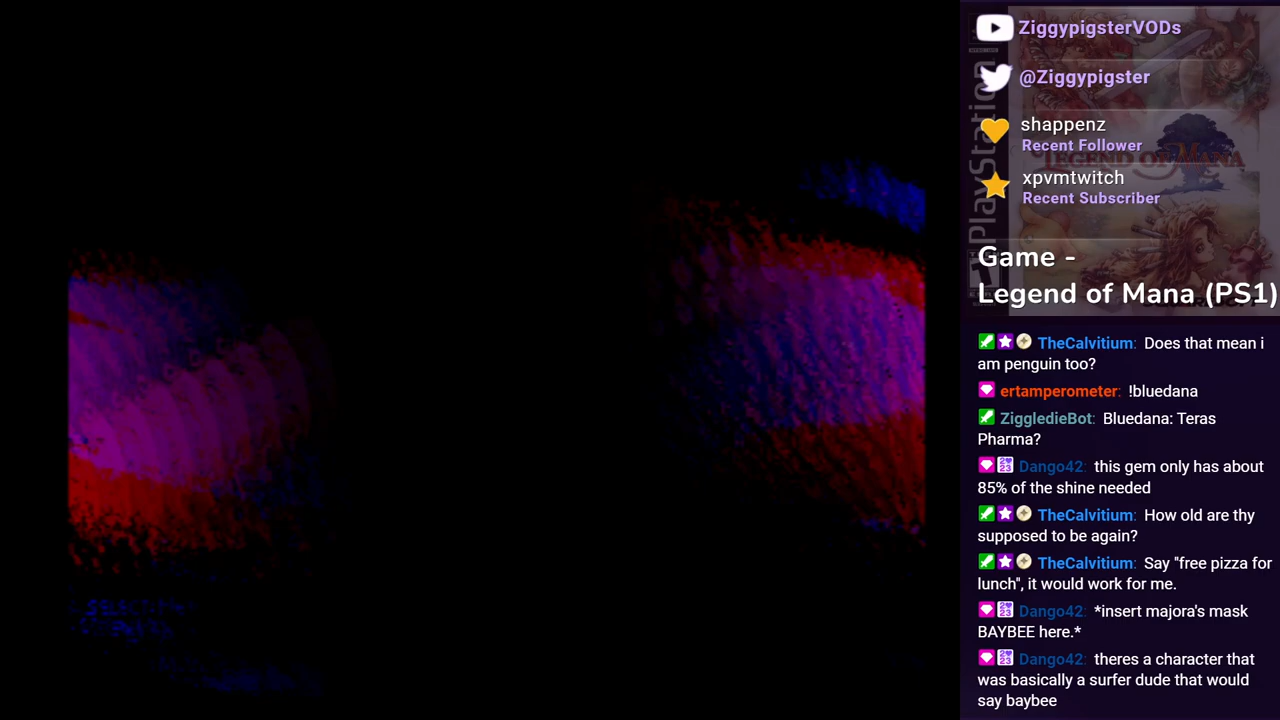 ZiggypigsterVODs
@Ziggypigster
shappenz
Recent Follower
xpvmtwitch
Recent Subscriber
PlayStation
LEGEND OF MANA
Game -
Legend of Mana (PS1)
TheCalvitium: Does that mean i
am penguin too?
ertamperometer: !bluedana
ZiggledieBot: Bluedana: Teras
Pharma?
Dango42: this gem only has about
85% of the shine needed
TheCalvitium: How old are thy
supposed to be again?
TheCalvitium: Say "free pizza for
lunch", it would work for me.
Dango42: *insert majora's mask
BAYBEE here.*
Dango42: theres a character that
was basically a surfer dude that would
say baybee